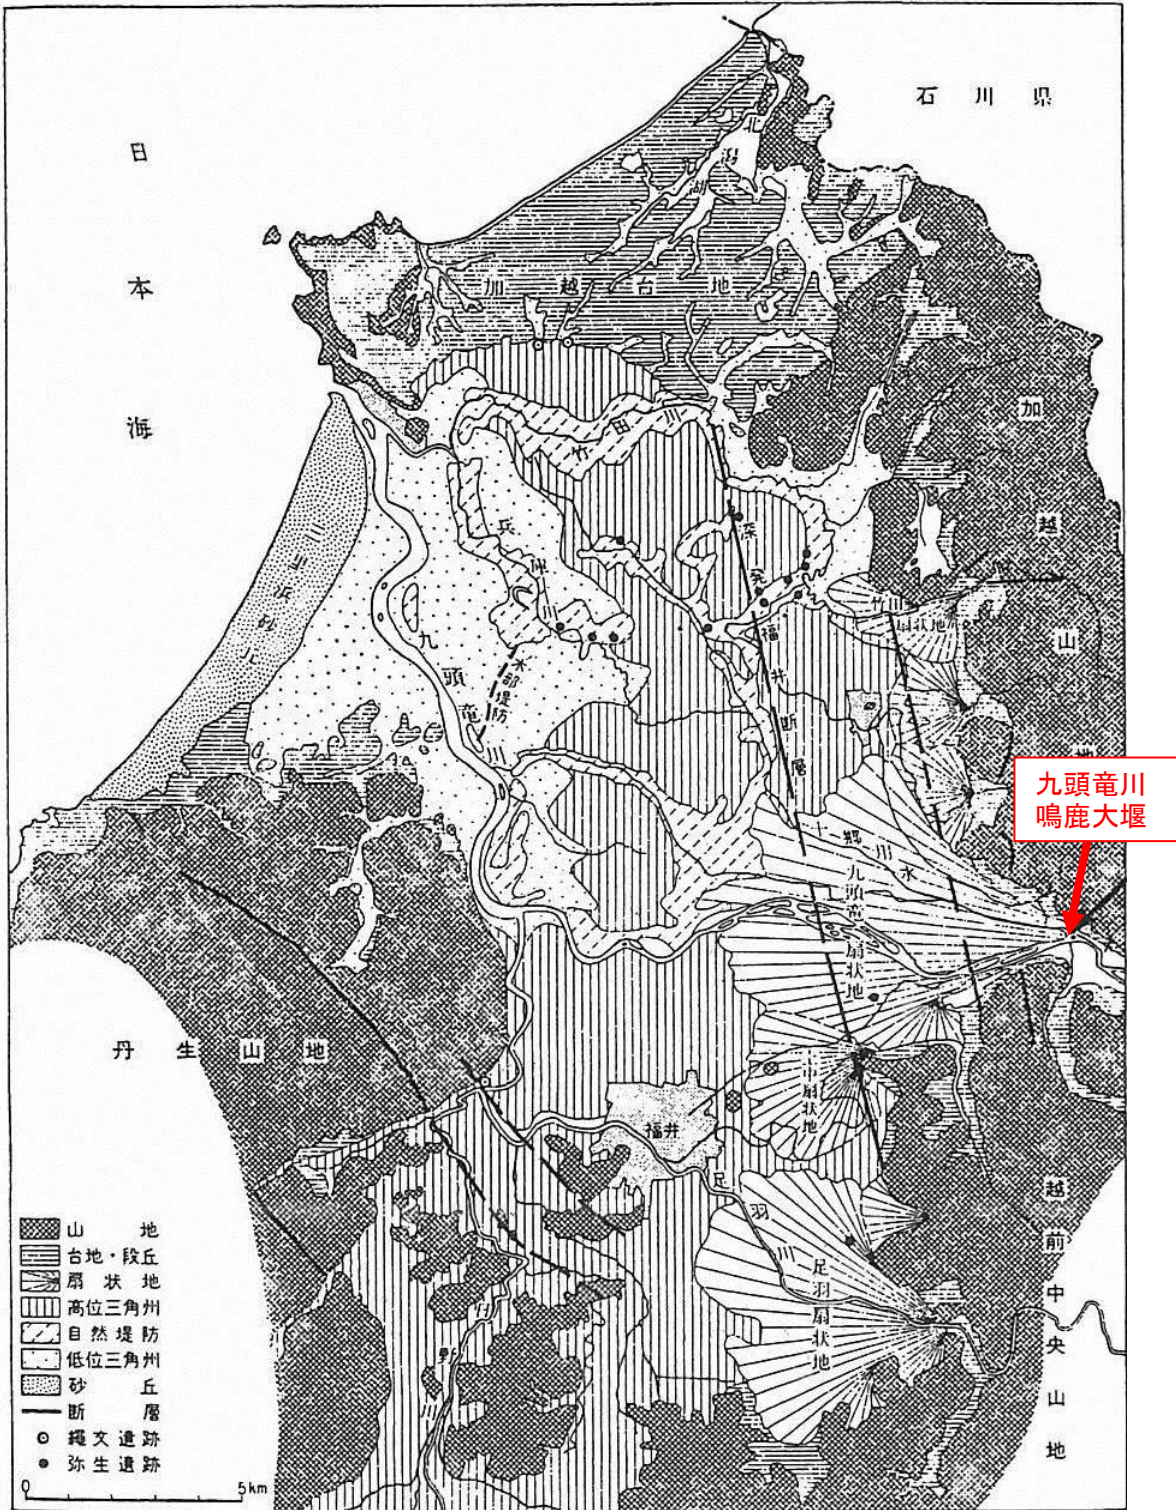 石川県
日本海
北潟湖
加越台地
竹田川
加越山地
兵庫川
三里浜砂丘
九頭竜川
木部堤防
福井断層
竹田川扇状地
九頭竜川
鳴鹿大堰
十郷用水
九頭竜川扇状地
丹生山地
福井
足羽川
足羽扇状地
日野川
越前中央山地
山地
台地・段丘
扇状地
高位三角州
自然堤防
低位三角州
砂丘
断層
縄文遺跡
弥生遺跡
0 5km